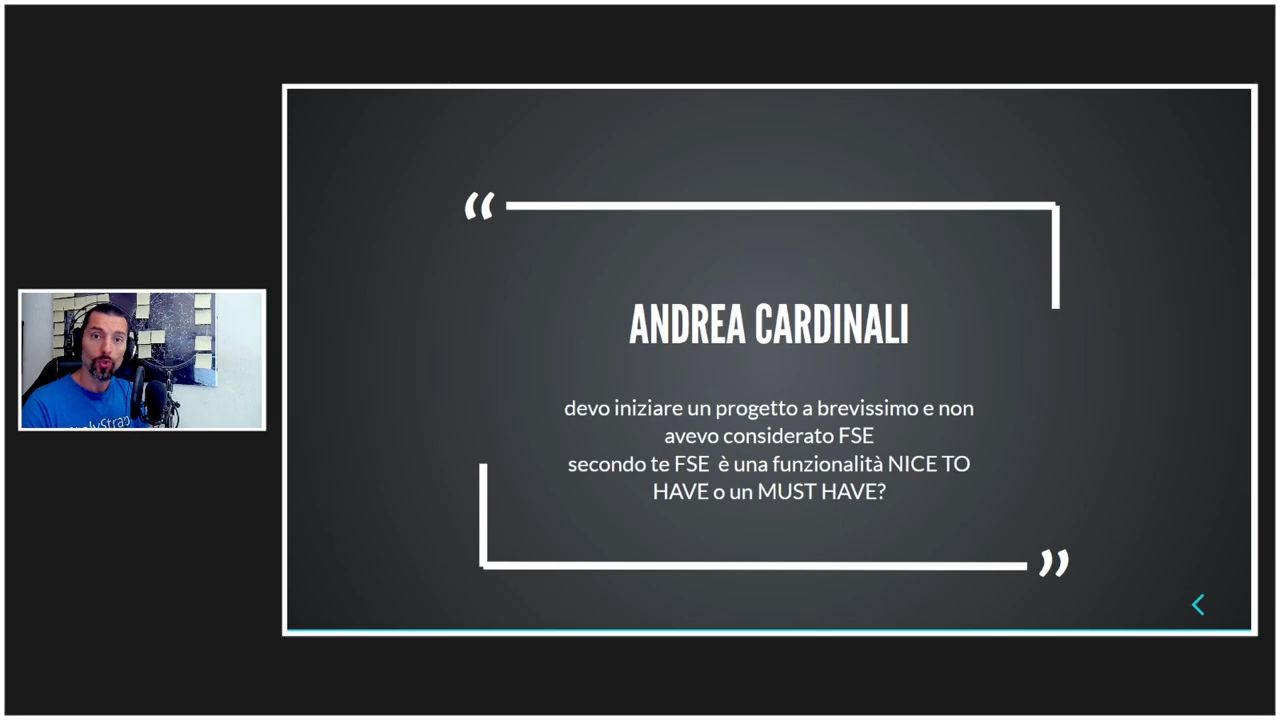 “
ANDREA CARDINALI
devo iniziare un progetto a brevissimo e non
avevo considerato FSE
secondo te FSE è una funzionalità NICE TO
HAVE o un MUST HAVE?
”